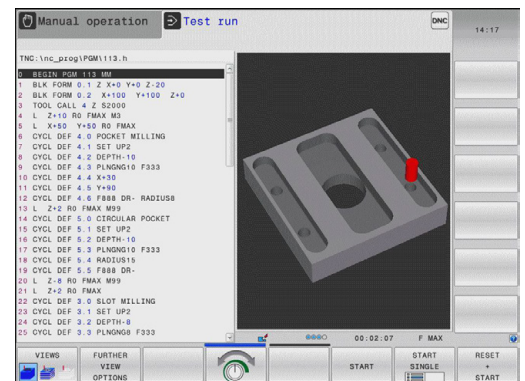 Manual operation
Test run
DNC
14:17
TNC:\nc_prog\PGM\113.h
0 BEGIN PGM 113 MM
1 BLK FORM 0.1 Z X+0 Y+0 Z-20
2 BLK FORM 0.2 X+100 Y+100 Z+0
3 TOOL CALL 4 Z S2000
4 L Z+10 R0 FMAX M3
5 L X+50 Y+50 R0 FMAX
6 CYCL DEF 4.0 POCKET MILLING
7 CYCL DEF 4.1 SET UP2
8 CYCL DEF 4.2 DEPTH-10
9 CYCL DEF 4.3 PLNGNG10 F333
10 CYCL DEF 4.4 X+30
11 CYCL DEF 4.5 Y+90
12 CYCL DEF 4.6 F888 DR- RADIUS8
13 L Z+2 R0 FMAX M99
14 CYCL DEF 5.0 CIRCULAR POCKET
15 CYCL DEF 5.1 SET UP2
16 CYCL DEF 5.2 DEPTH-10
17 CYCL DEF 5.3 PLNGNG10 F333
18 CYCL DEF 5.4 RADIUS15
19 CYCL DEF 5.5 F888 DR-
20 L Z-8 R0 FMAX M99
21 L Z+2 R0 FMAX
22 CYCL DEF 3.0 SLOT MILLING
23 CYCL DEF 3.1 SET UP2
24 CYCL DEF 3.2 DEPTH-8
25 CYCL DEF 3.3 PLNGNG8 F333
00:02:07 F MAX
VIEWS
FURTHER VIEW OPTIONS
START
START SINGLE
RESET + START